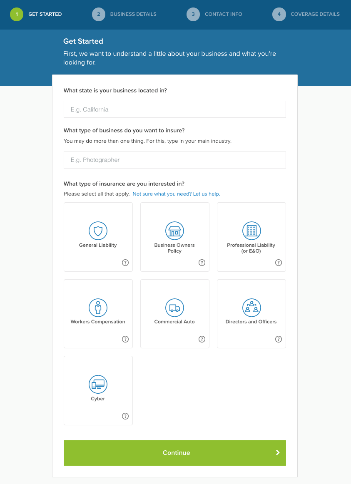 1 GET STARTED 2 BUSINESS DETAILS 3 CONTACT INFO 4 COVERAGE DETAILS
Get Started
First, we want to understand a little about your business and what you're
looking for.
What state is your business located in?
E.g. California
What type of business do you want to insure?
You may do more than one thing. For this, type in your main industry.
E.g. Photographer
What type of insurance are you interested in?
Please select all that apply. Not sure what you need? Let us help.
General Liability
Business Owners
Policy
Professional Liability
(or E&O)
? ? ?
Workers Compensation Commercial Auto Directors and Officers
? ? ?
Cyber
?
Continue